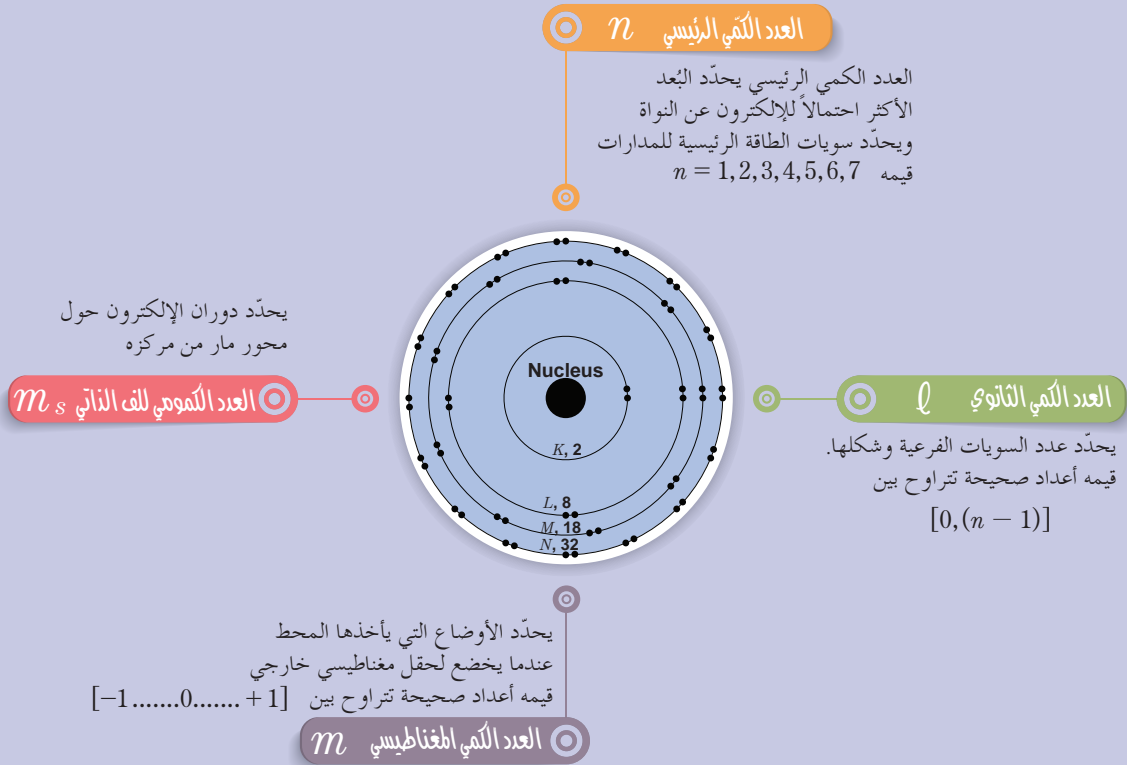 العدد الكمّي الرئيسي n
العدد الكمي الرئيسي يحدّد البُعد
الأكثر احتمالاً للإلكترون عن النواة
ويحدّد سويات الطاقة الرئيسية للمدارات
قيمه n = 1,2,3,4,5,6,7
العدد الكمي الثانوي ℓ
يحدّد عدد السويات الفرعية وشكلها.
قيمه أعداد صحيحة تتراوح بين
[0,(n − 1)]
يحدّد دوران الإلكترون حول
محور مار من مركزه
العدد الكمومي للف الذاتي m s
Nucleus
K, 2
L, 8
M, 18
N, 32
يحدّد الأوضاع التي يأخذها المحط
عندما يخضع لحقل مغناطيسي خارجي
قيمه أعداد صحيحة تتراوح بين [−1.......0.......+1]
العدد الكمي المغناطيسي m